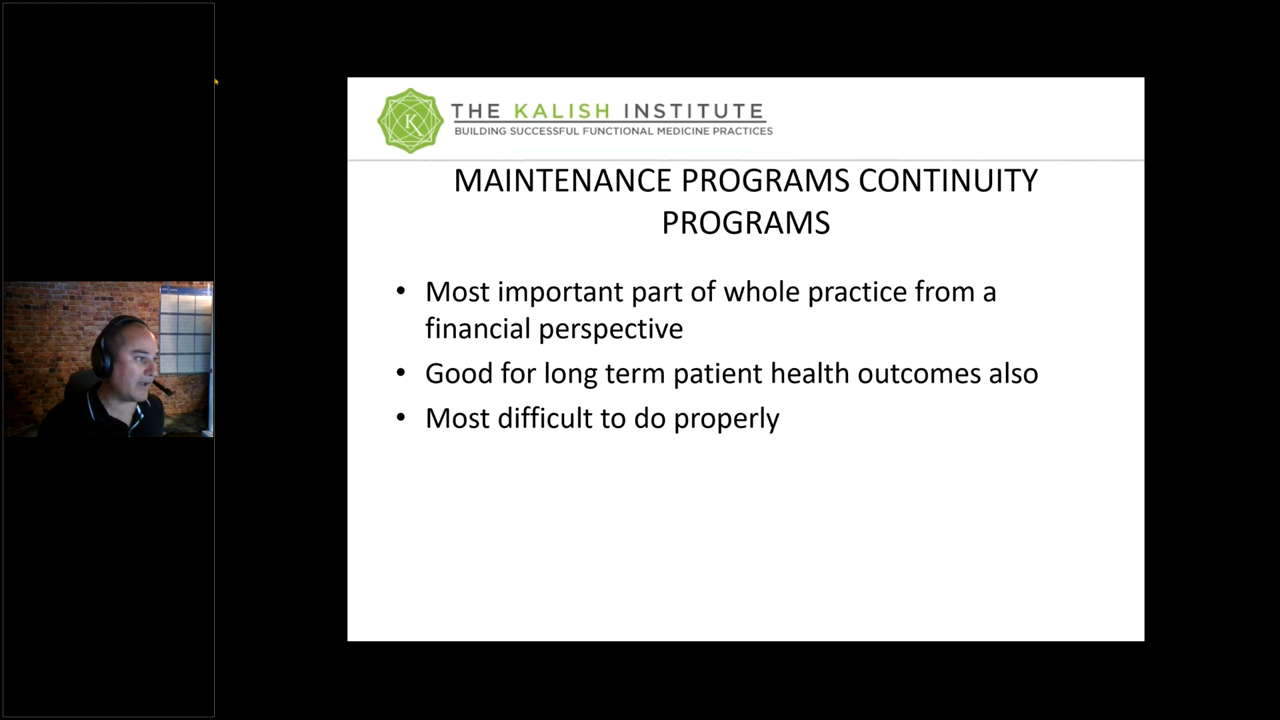 THE KALISH INSTITUTE
BUILDING SUCCESSFUL FUNCTIONAL MEDICINE PRACTICES
MAINTENANCE PROGRAMS CONTINUITY
PROGRAMS
• Most important part of whole practice from a
financial perspective
• Good for long term patient health outcomes also
• Most difficult to do properly